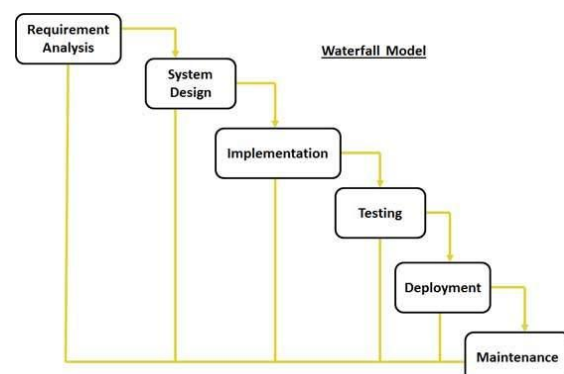 Requirement
Analysis
Waterfall Model
System
Design
Implementation
Testing
Deployment
Maintenance